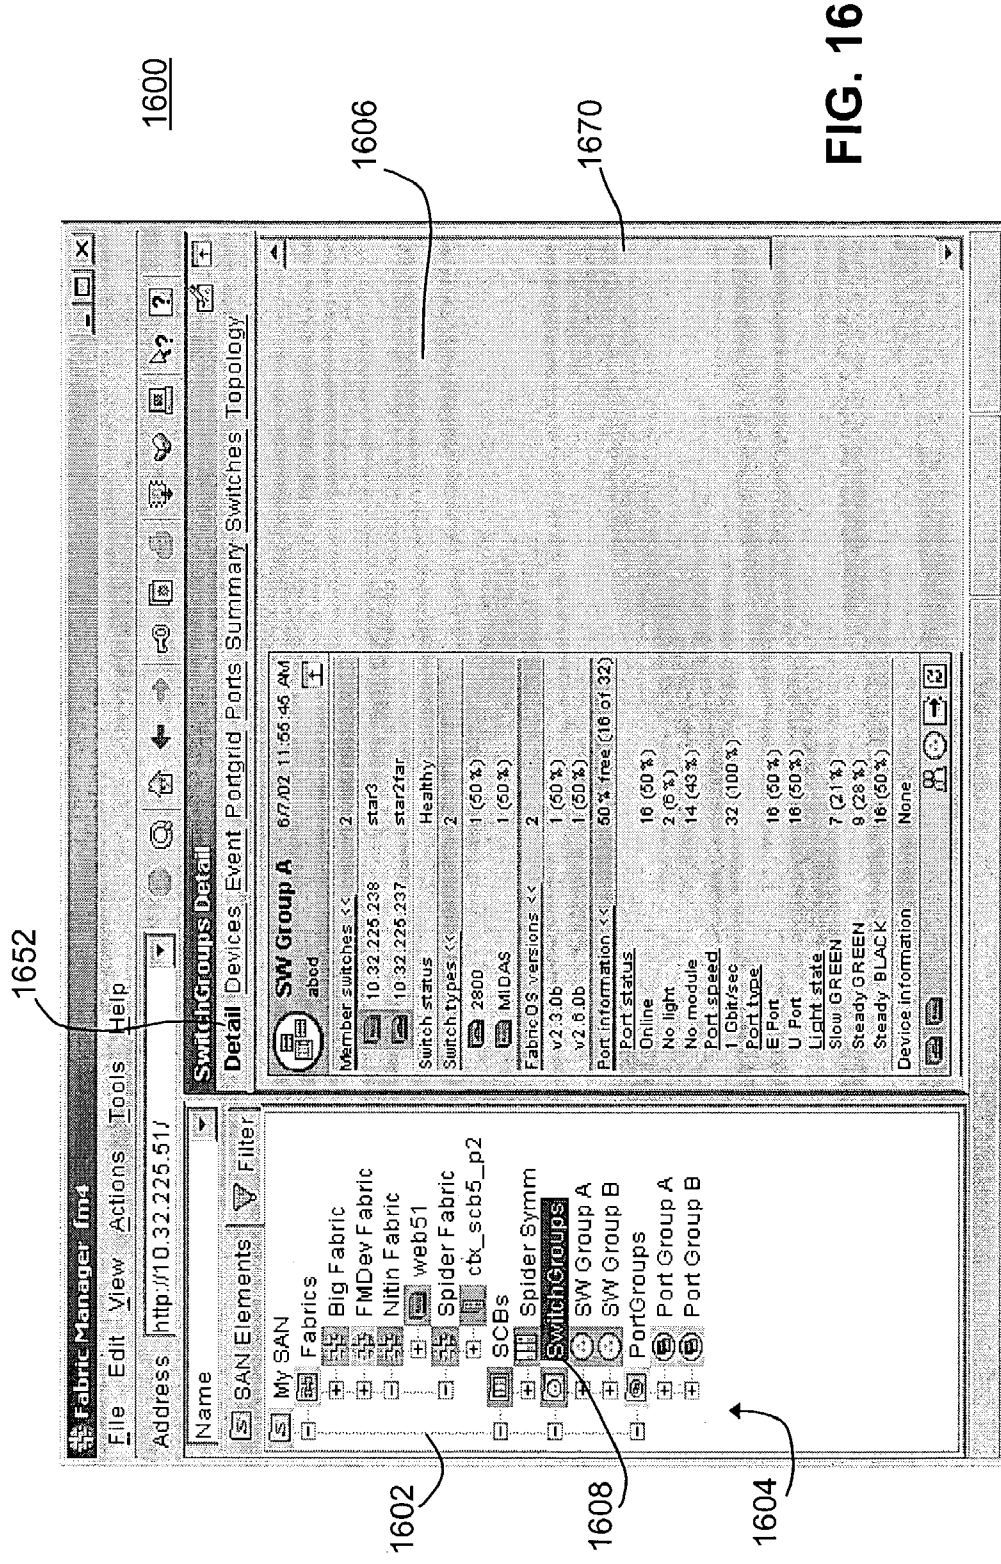 1600
1652
Fabric Manager fm4
File Edit View Actions Tools Help
Address http://10.32.225.51/
Name
SAN Elements Filter
My SAN
Fabrics
Big Fabric
FMDev Fabric
Nitin Fabric
web51
Spider Fabric
ctx_scb5_p2
SCBs
Spider Symm
SwitchGroups
SW Group A
SW Group B
PortGroups
Port Group A
Port Group B
SwitchGroups Detail
Detail Devices Event Portgrid Ports Summary Switches Topology
SW Group A 6/7/02 11:55:45 AM
abcd
Member switches << 2
10.32.225.238 star3
10.32.225.237 star2far
Switch status Healthy
Switch types << 2
2800 1 (50%)
MIDAS 1 (50%)
Fabric OS versions << 2
v2.3.0b 1 (50%)
v2.6.0b 1 (50%)
Port information << 50% free (16 of 32)
Port status
Online 16 (50%)
No light 2 (6%)
No module 14 (43%)
Port speed
1 Gbit/sec 32 (100%)
Port type
E Port 16 (50%)
U Port 16 (50%)
Light state
Slow GREEN 7 (21%)
Steady GREEN 9 (28%)
Steady BLACK 16 (50%)
Device information None
1602
1608
1604
1606
1670
FIG. 16